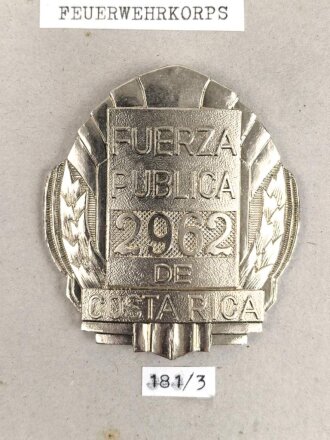 FEUERWEHRKORPS
FUERZA
PUBLICA
2962
DE
COSTA RICA
181/3